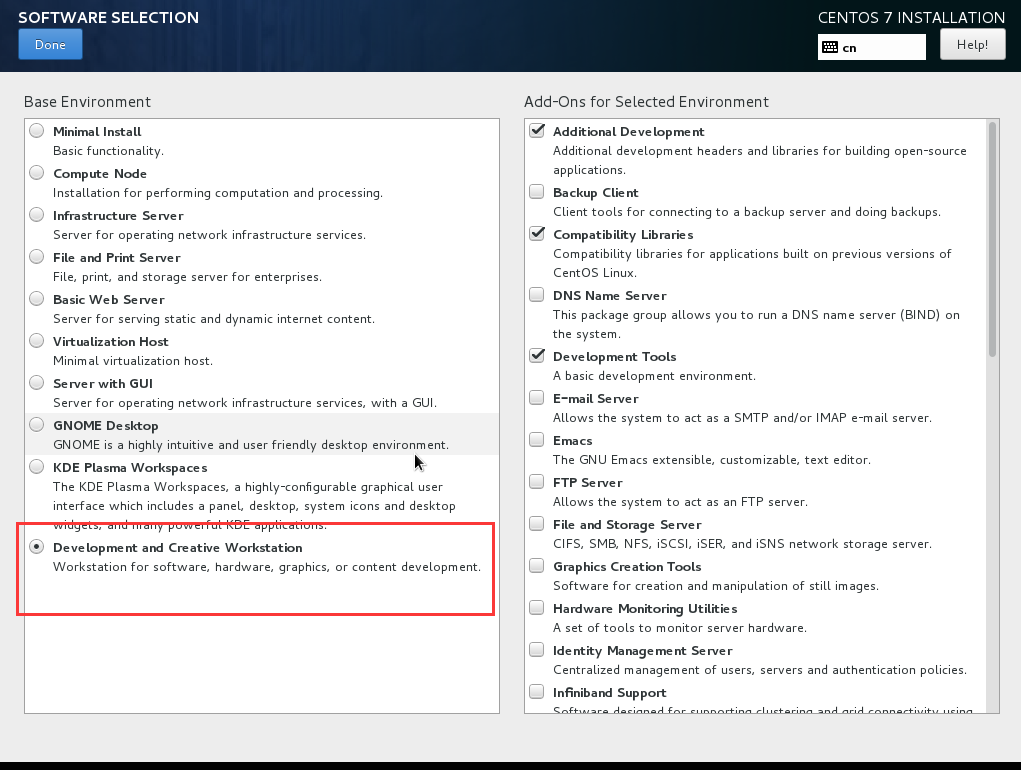 SOFTWARE SELECTION
CENTOS 7 INSTALLATION
Done
cn
Help!
Base Environment
Minimal Install
Basic functionality.
Compute Node
Installation for performing computation and processing.
Infrastructure Server
Server for operating network infrastructure services.
File and Print Server
File, print, and storage server for enterprises.
Basic Web Server
Server for serving static and dynamic internet content.
Virtualization Host
Minimal virtualization host.
Server with GUI
Server for operating network infrastructure services, with a GUI.
GNOME Desktop
GNOME is a highly intuitive and user friendly desktop environment.
KDE Plasma Workspaces
The KDE Plasma Workspaces, a highly-configurable graphical user
interface which includes a panel, desktop, system icons and desktop
widgets, and many powerful KDE applications.
Development and Creative Workstation
Workstation for software, hardware, graphics, or content development.
Add-Ons for Selected Environment
Additional Development
Additional development headers and libraries for building open-source
applications.
Backup Client
Client tools for connecting to a backup server and doing backups.
Compatibility Libraries
Compatibility libraries for applications built on previous versions of
CentOS Linux.
DNS Name Server
This package group allows you to run a DNS name server (BIND) on
the system.
Development Tools
A basic development environment.
E-mail Server
Allows the system to act as a SMTP and/or IMAP e-mail server.
Emacs
The GNU Emacs extensible, customizable, text editor.
FTP Server
Allows the system to act as an FTP server.
File and Storage Server
CIFS, SMB, NFS, iSCSI, iSER, and iSNS network storage server.
Graphics Creation Tools
Software for creation and manipulation of still images.
Hardware Monitoring Utilities
A set of tools to monitor server hardware.
Identity Management Server
Centralized management of users, servers and authentication policies.
Infiniband Support
Software designed for supporting clustering and grid connectivity using